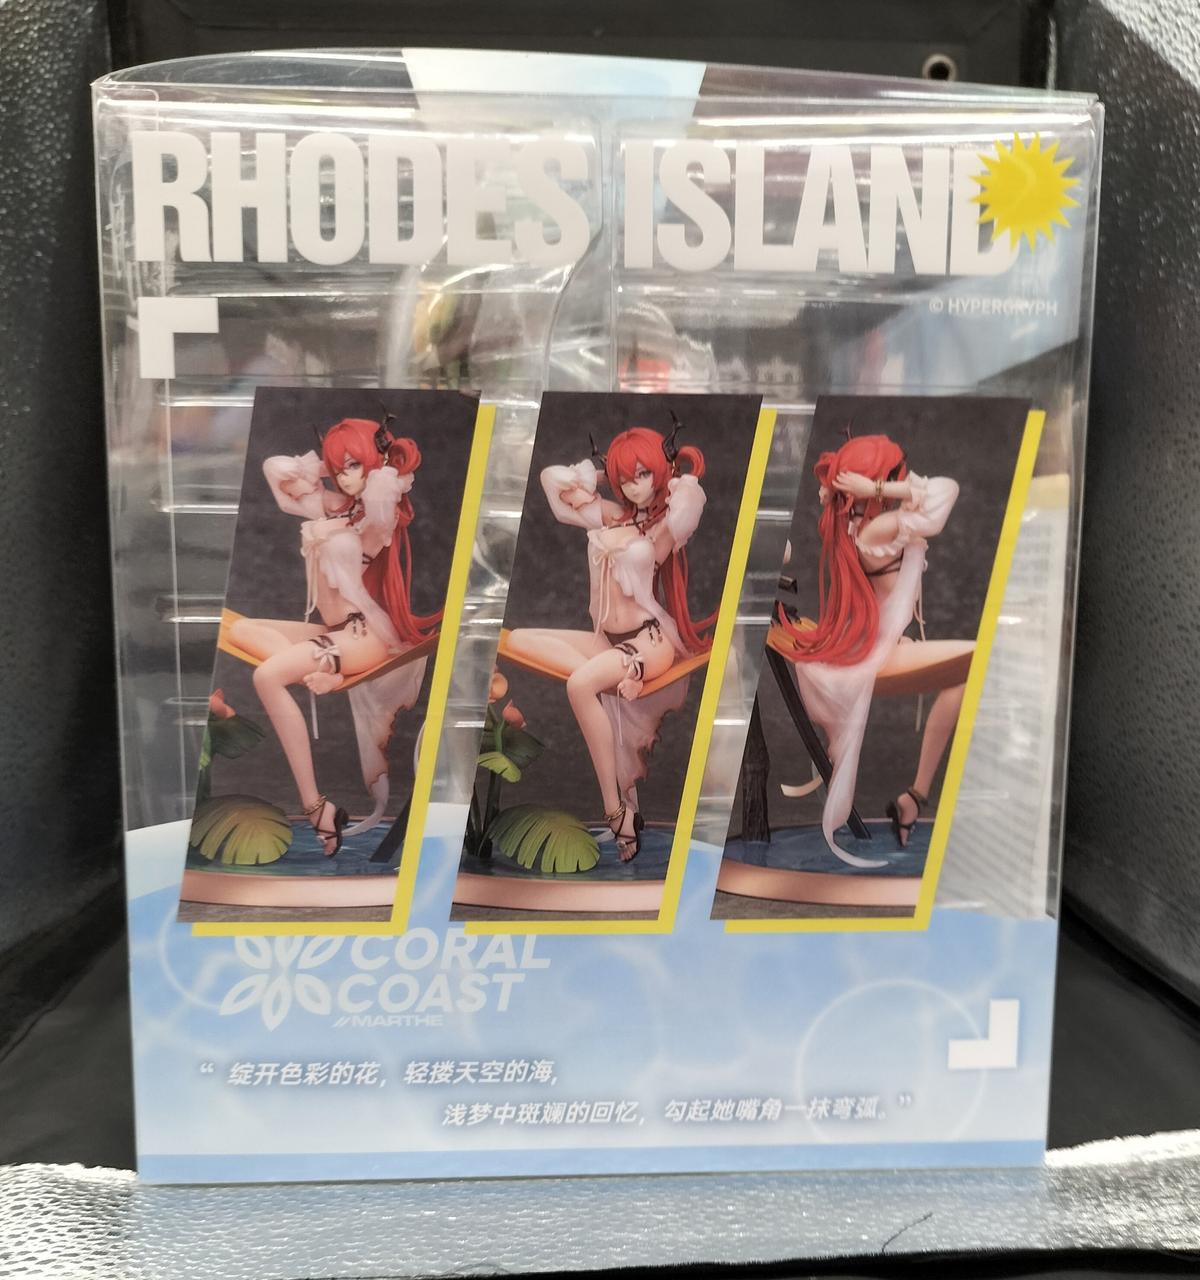 RHODES ISLAND
© HYPERGRYPH
CORAL
COAST
//MARTHE
“ 绽开色彩的花，轻搂天空的海，
浅梦中斑斓的回忆，勾起她嘴角一抹弯弧。”